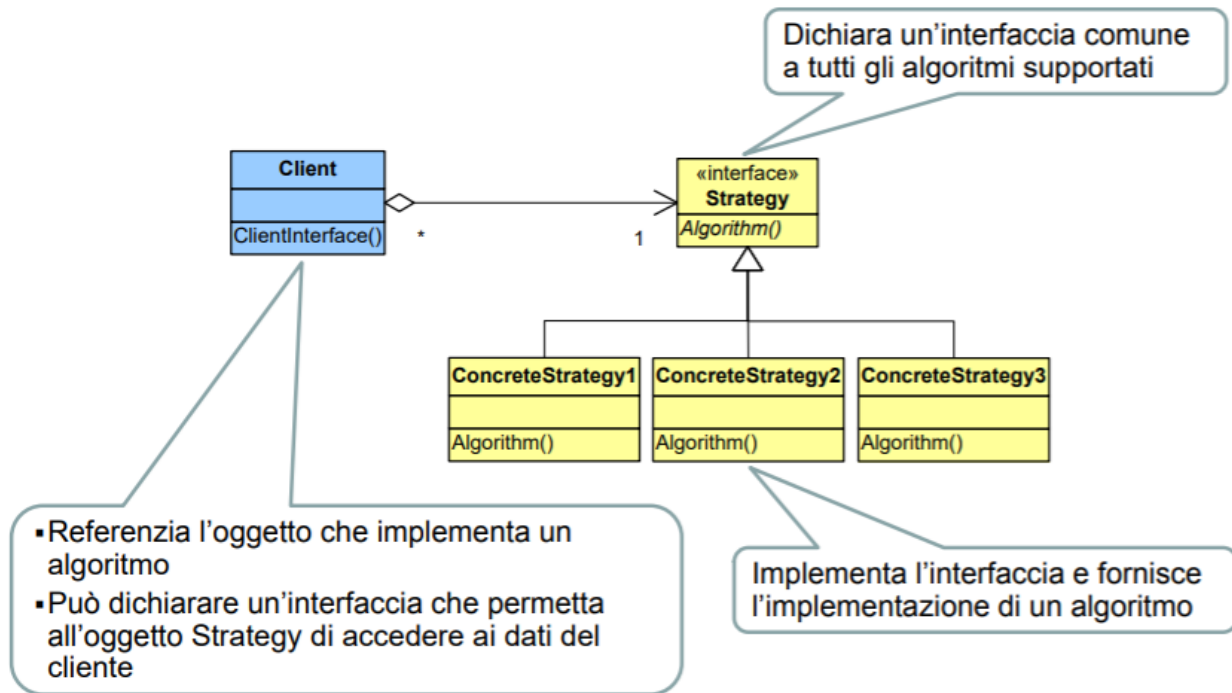 Dichiara un'interfaccia comune
a tutti gli algoritmi supportati
Client
ClientInterface()
*
1
«interface»
Strategy
Algorithm()
ConcreteStrategy1
Algorithm()
ConcreteStrategy2
Algorithm()
ConcreteStrategy3
Algorithm()
▪Referenzia l'oggetto che implementa un
algoritmo
▪Può dichiarare un'interfaccia che permetta
all'oggetto Strategy di accedere ai dati del
cliente
Implementa l'interfaccia e fornisce
l'implementazione di un algoritmo